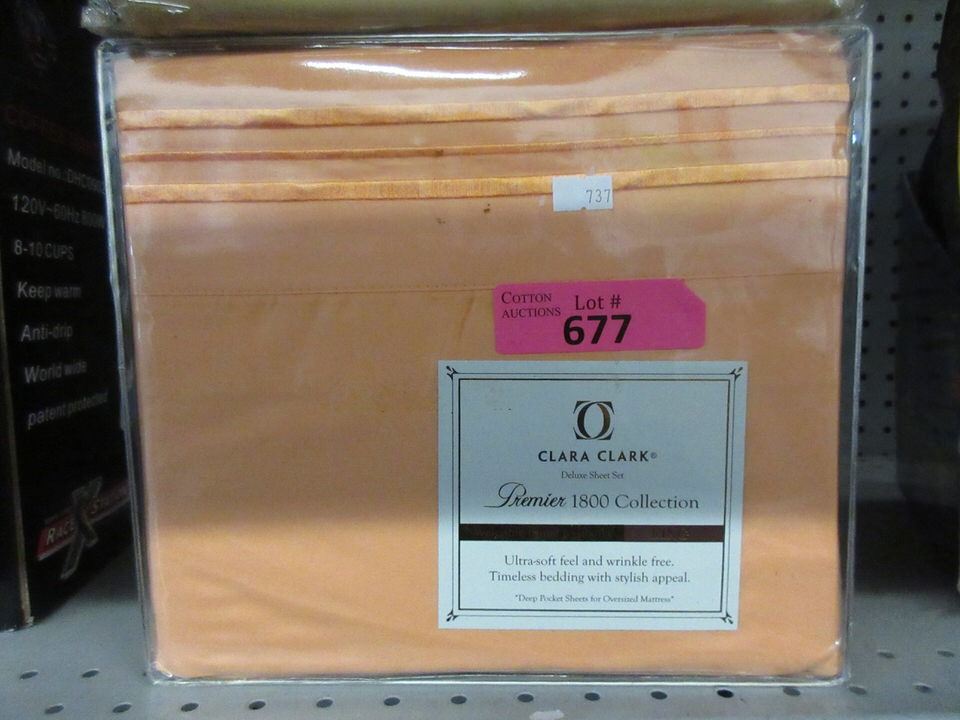 Model no.:
120V~60Hz
8-10 CUPS
Keep warm
Anti-drip
World wide
patent protected
737
COTTON AUCTIONS
Lot #
677
CLARA CLARK®
Deluxe Sheet Set
Premier 1800 Collection
Ultra-soft feel and wrinkle free.
Timeless bedding with stylish appeal.
"Deep Pocket Sheets for Oversized Mattress"